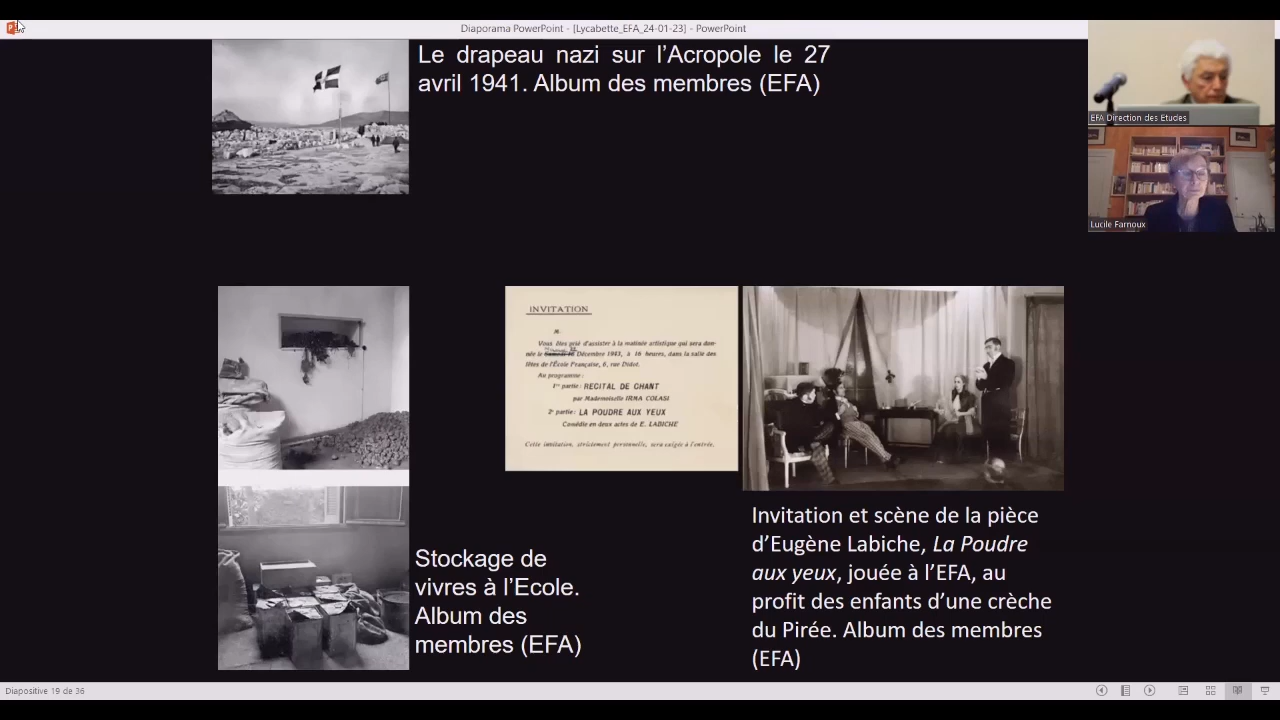 Diaporama PowerPoint - [Lycabette_EFA_24-01-23] - PowerPoint
Le drapeau nazi sur l'Acropole le 27
avril 1941. Album des membres (EFA)
EFA Direction des Etudes
Lucile Farnoux
INVITATION
M.
Vous êtes prié d'assister à la matinée artistique qui sera don-
née le Décembre 1943, à 16 heures, dans la salle des
fêtes de l'École Française, 6, rue Didot.
Au programme :
1re partie : RECITAL DE CHANT
par Mademoiselle IRMA COLASI
2e partie : LA POUDRE AUX YEUX
Comédie en deux actes de E. LABICHE
Cette invitation, strictement personnelle, sera exigée à l'entrée.
Stockage de
vivres à l'Ecole.
Album des
membres (EFA)
Invitation et scène de la pièce
d'Eugène Labiche, La Poudre
aux yeux, jouée à l'EFA, au
profit des enfants d'une crèche
du Pirée. Album des membres
(EFA)
Diapositive 19 de 36